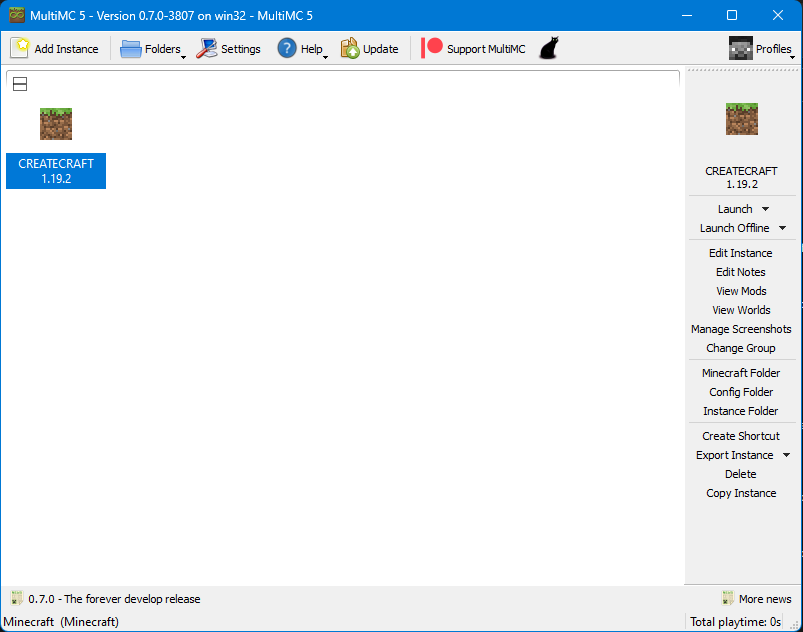 MultiMC 5 - Version 0.7.0-3807 on win32 - MultiMC 5
Add Instance Folders Settings Help Update Support MultiMC Profiles
CREATECRAFT
1.19.2
CREATECRAFT
1.19.2
Launch
Launch Offline
Edit Instance
Edit Notes
View Mods
View Worlds
Manage Screenshots
Change Group
Minecraft Folder
Config Folder
Instance Folder
Create Shortcut
Export Instance
Delete
Copy Instance
0.7.0 - The forever develop release More news
Minecraft (Minecraft) Total playtime: 0s